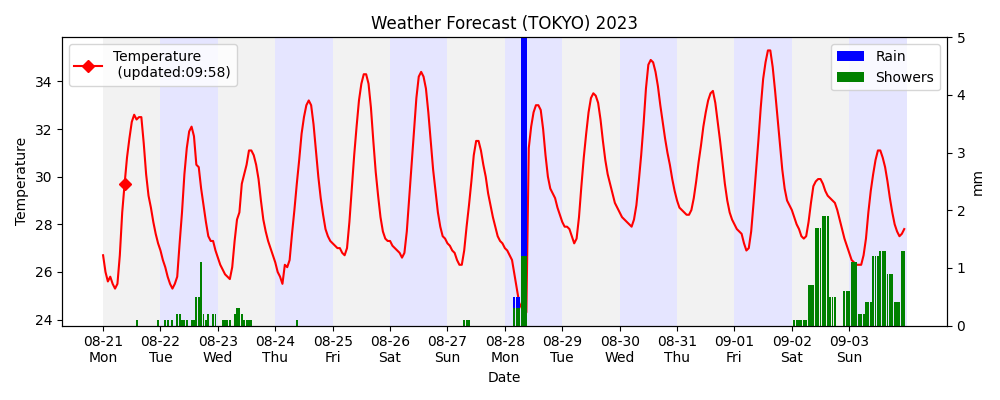 Weather Forecast (TOKYO) 2023
Temperature
(updated:09:58)
Rain
Showers
Temperature
34
32
30
28
26
24
5
4
3
2
1
0
mm
08-21 08-22 08-23 08-24 08-25 08-26 08-27 08-28 08-29 08-30 08-31 09-01 09-02 09-03
Mon Tue Wed Thu Fri Sat Sun Mon Tue Wed Thu Fri Sat Sun
Date